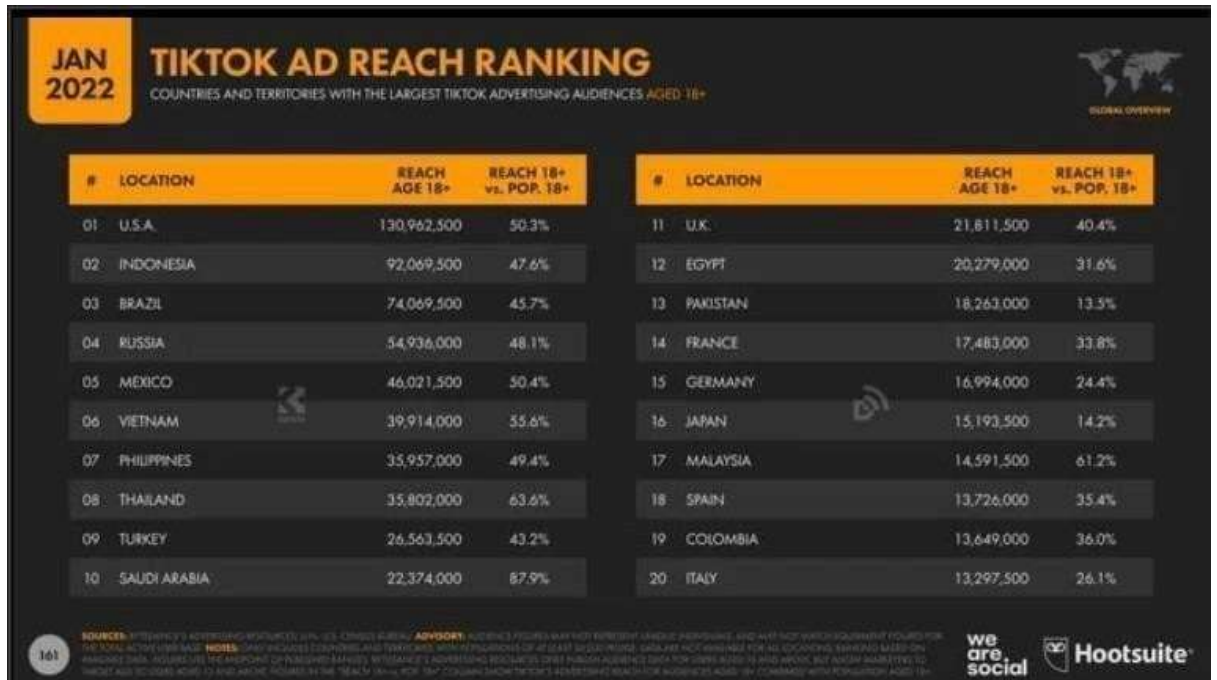 JAN
2022
TIKTOK AD REACH RANKING
COUNTRIES AND TERRITORIES WITH THE LARGEST TIKTOK ADVERTISING AUDIENCES AGED 18+
GLOBAL OVERVIEW
# LOCATION REACH AGE 18+ REACH 18+ vs. POP. 18+
01 U.S.A. 130,962,500 50.3%
02 INDONESIA 92,069,500 47.6%
03 BRAZIL 74,069,500 45.7%
04 RUSSIA 54,936,000 48.1%
05 MEXICO 46,021,500 50.4%
06 VIETNAM 39,914,000 55.6%
07 PHILIPPINES 35,957,000 49.4%
08 THAILAND 35,802,000 63.6%
09 TURKEY 26,563,500 43.2%
10 SAUDI ARABIA 22,374,000 87.9%
# LOCATION REACH AGE 18+ REACH 18+ vs. POP. 18+
11 U.K. 21,811,500 40.4%
12 EGYPT 20,279,000 31.6%
13 PAKISTAN 18,263,000 13.5%
14 FRANCE 17,483,000 33.8%
15 GERMANY 16,994,000 24.4%
16 JAPAN 15,193,500 14.2%
17 MALAYSIA 14,591,500 61.2%
18 SPAIN 13,726,000 35.4%
19 COLOMBIA 13,649,000 36.0%
20 ITALY 13,297,500 26.1%
161
SOURCES: ADVISORY:
NOTES:
we
are
social
Hootsuite